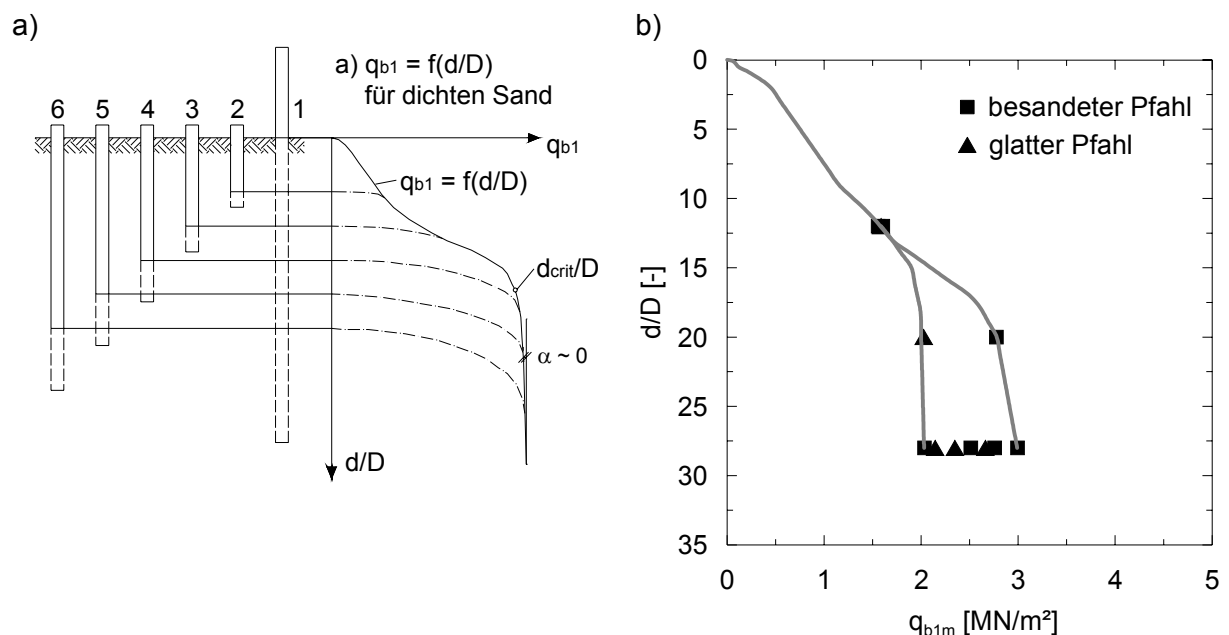 a)
a) qb1 = f(d/D)
für dichten Sand
6 5 4 3 2 1
qb1
qb1 = f(d/D)
dcrit/D
α ~ 0
d/D
b)
0
5
10
15
20
25
30
35
d/D [-]
besandeter Pfahl
glatter Pfahl
0 1 2 3 4 5
qb1m [MN/m²]